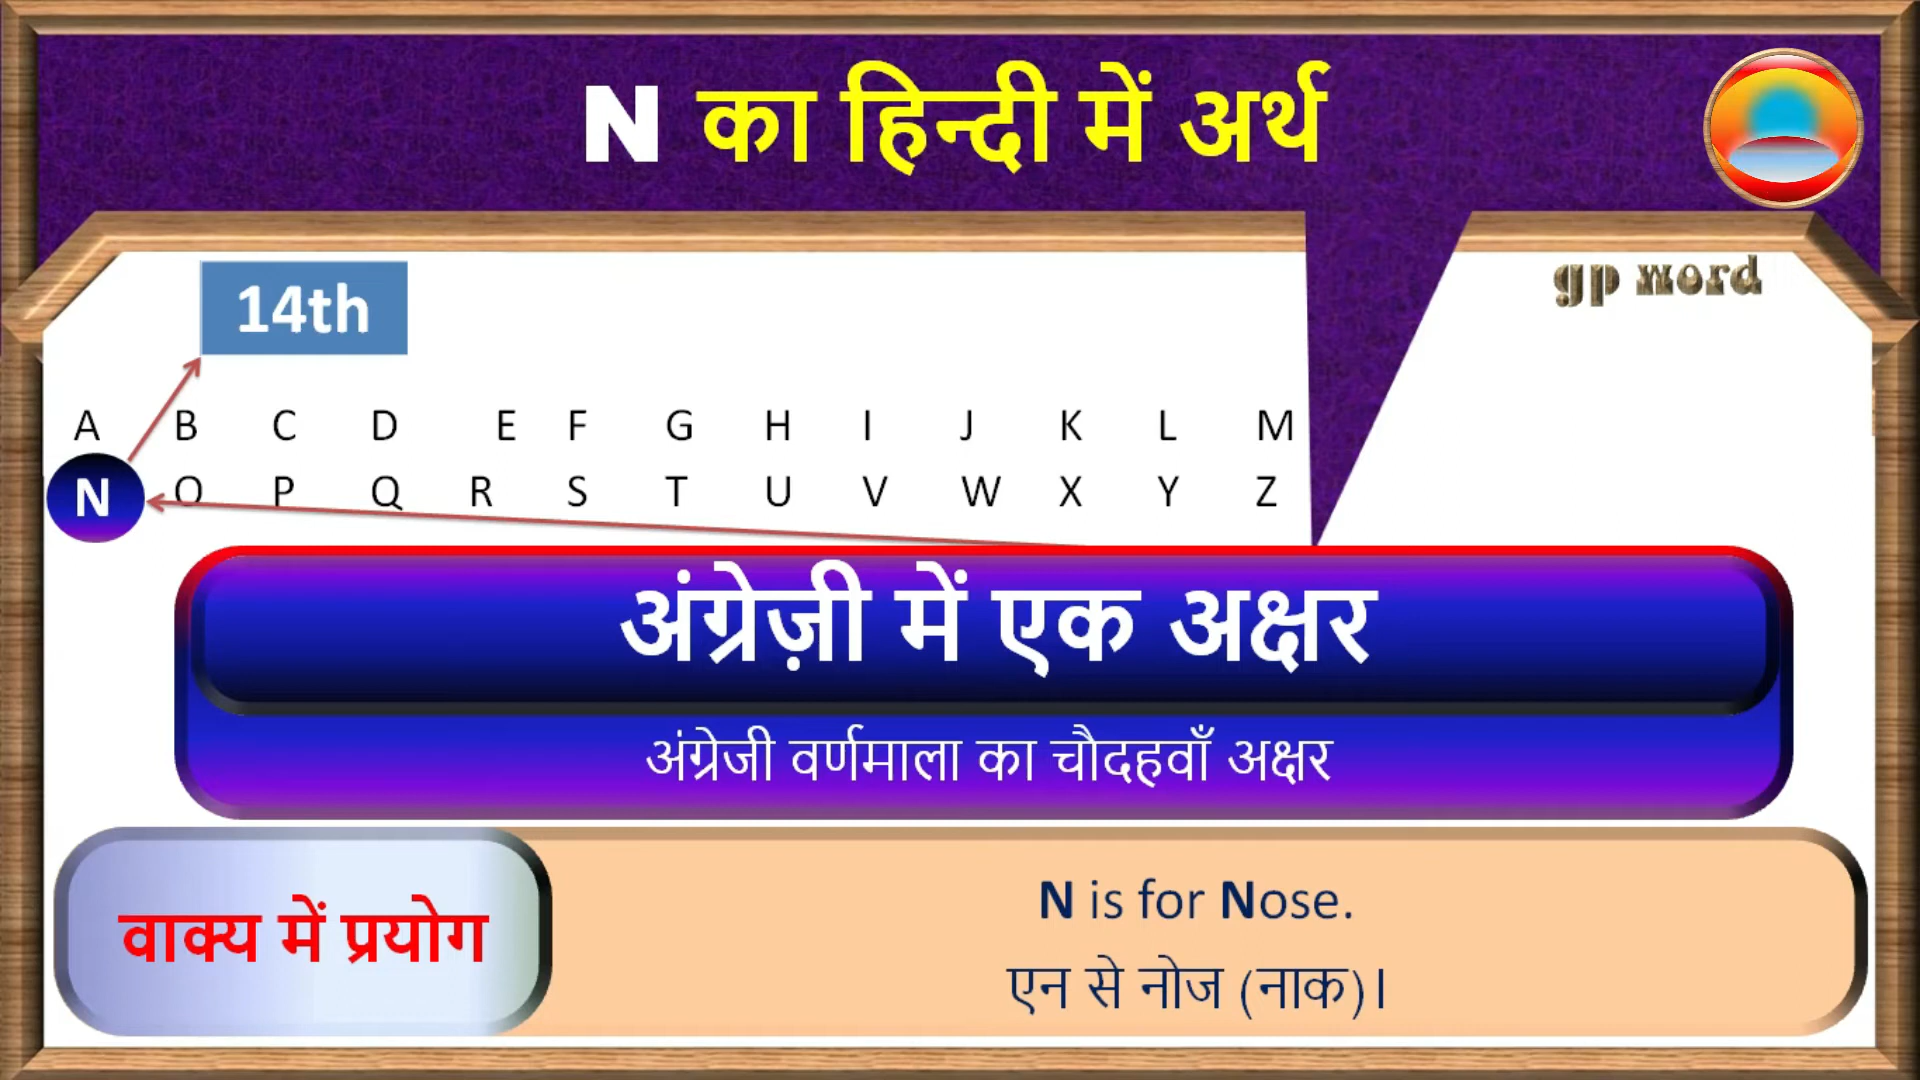 N का हिन्दी में अर्थ
gp word
14th
A B C D E F G H I J K L M
N O P Q R S T U V W X Y Z
अंग्रेज़ी में एक अक्षर
अंग्रेजी वर्णमाला का चौदहवाँ अक्षर
वाक्य में प्रयोग
N is for Nose.
एन से नोज (नाक)।